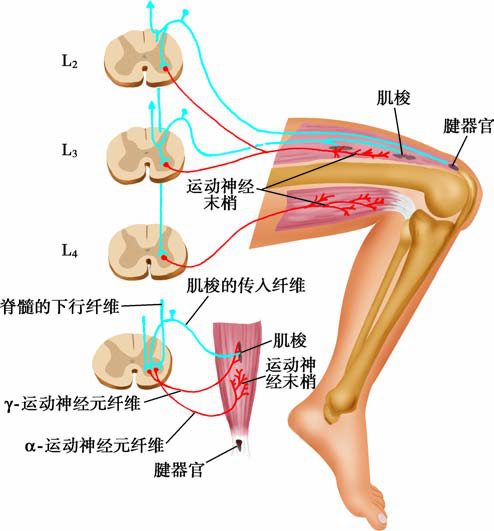 L₂
肌梭
腱器官
L₃
运动神经
末梢
L₄
肌梭的传入纤维
脊髓的下行纤维
肌梭
运动神
经末梢
γ-运动神经元纤维
α-运动神经元纤维
腱器官